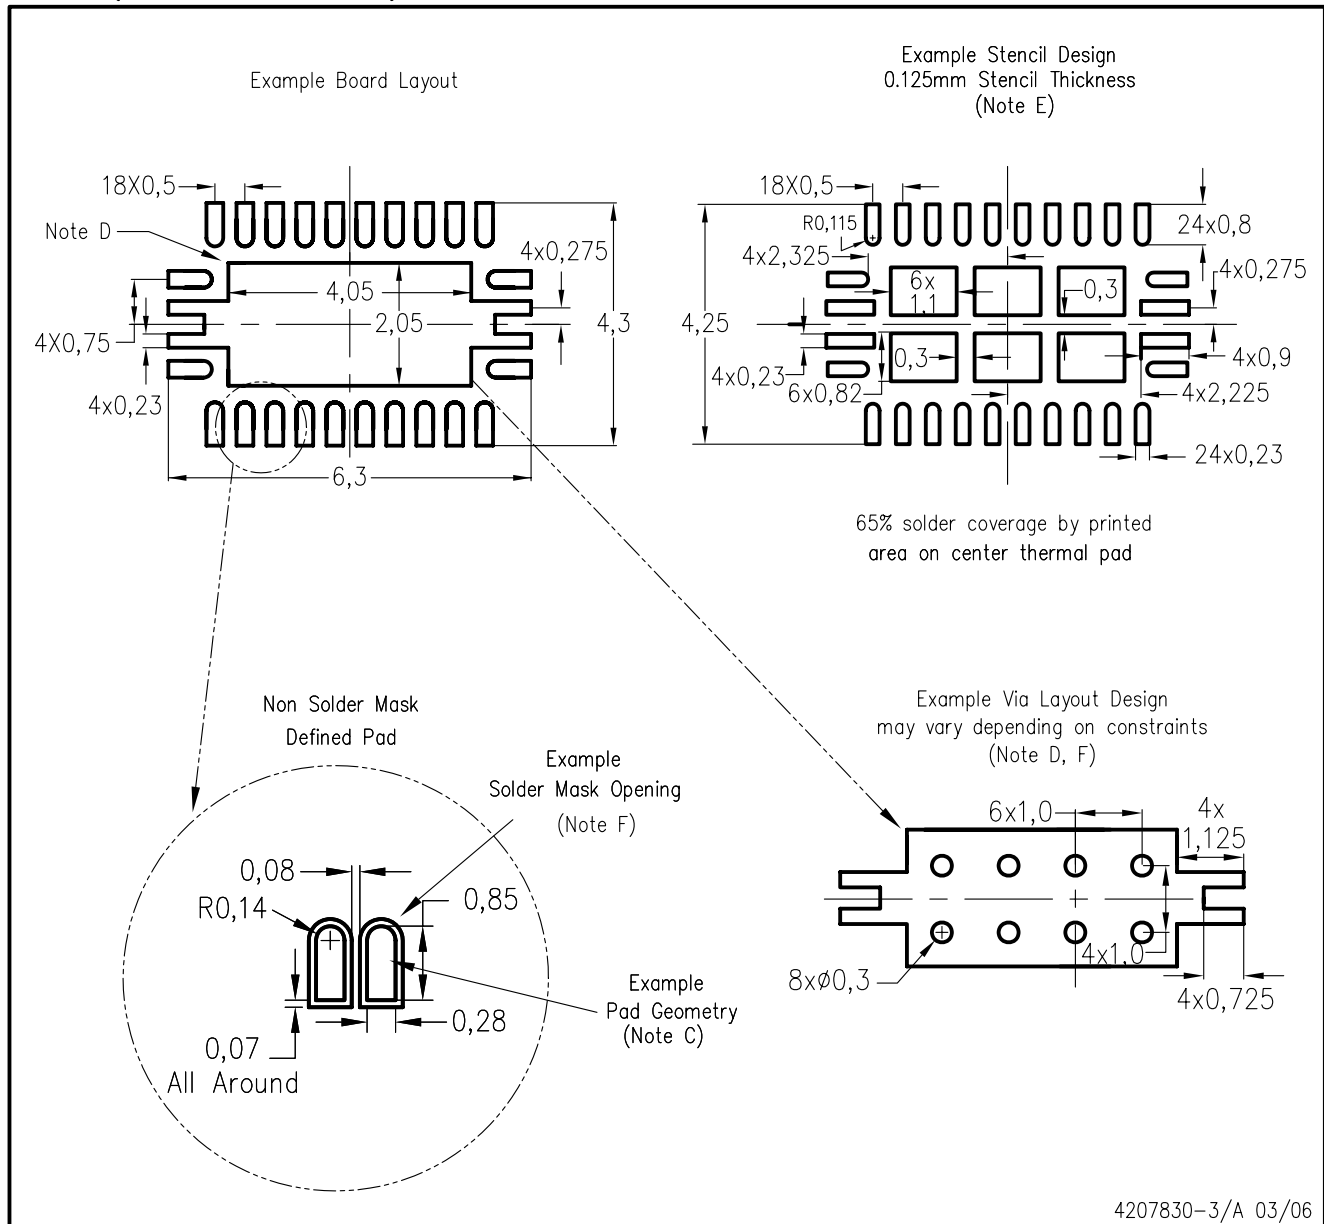 Example Board Layout
18X0,5
Note D
4x0,275
4,05
2,05
4,3
4X0,75
4x0,23
6,3
Example Stencil Design
0.125mm Stencil Thickness
(Note E)
18X0,5
R0,115
24x0,8
4x2,325
4x0,275
6x
1,1
0,3
4,25
0,3
4x0,23
6x0,82
4x0,9
4x2,225
24x0,23
65% solder coverage by printed
area on center thermal pad
Non Solder Mask
Defined Pad
Example
Solder Mask Opening
(Note F)
0,08
R0,14
0,85
0,28
0,07
All Around
Example
Pad Geometry
(Note C)
Example Via Layout Design
may vary depending on constraints
(Note D, F)
6x1,0
4x
1,125
4x1,0
8xø0,3
4x0,725
4207830-3/A 03/06